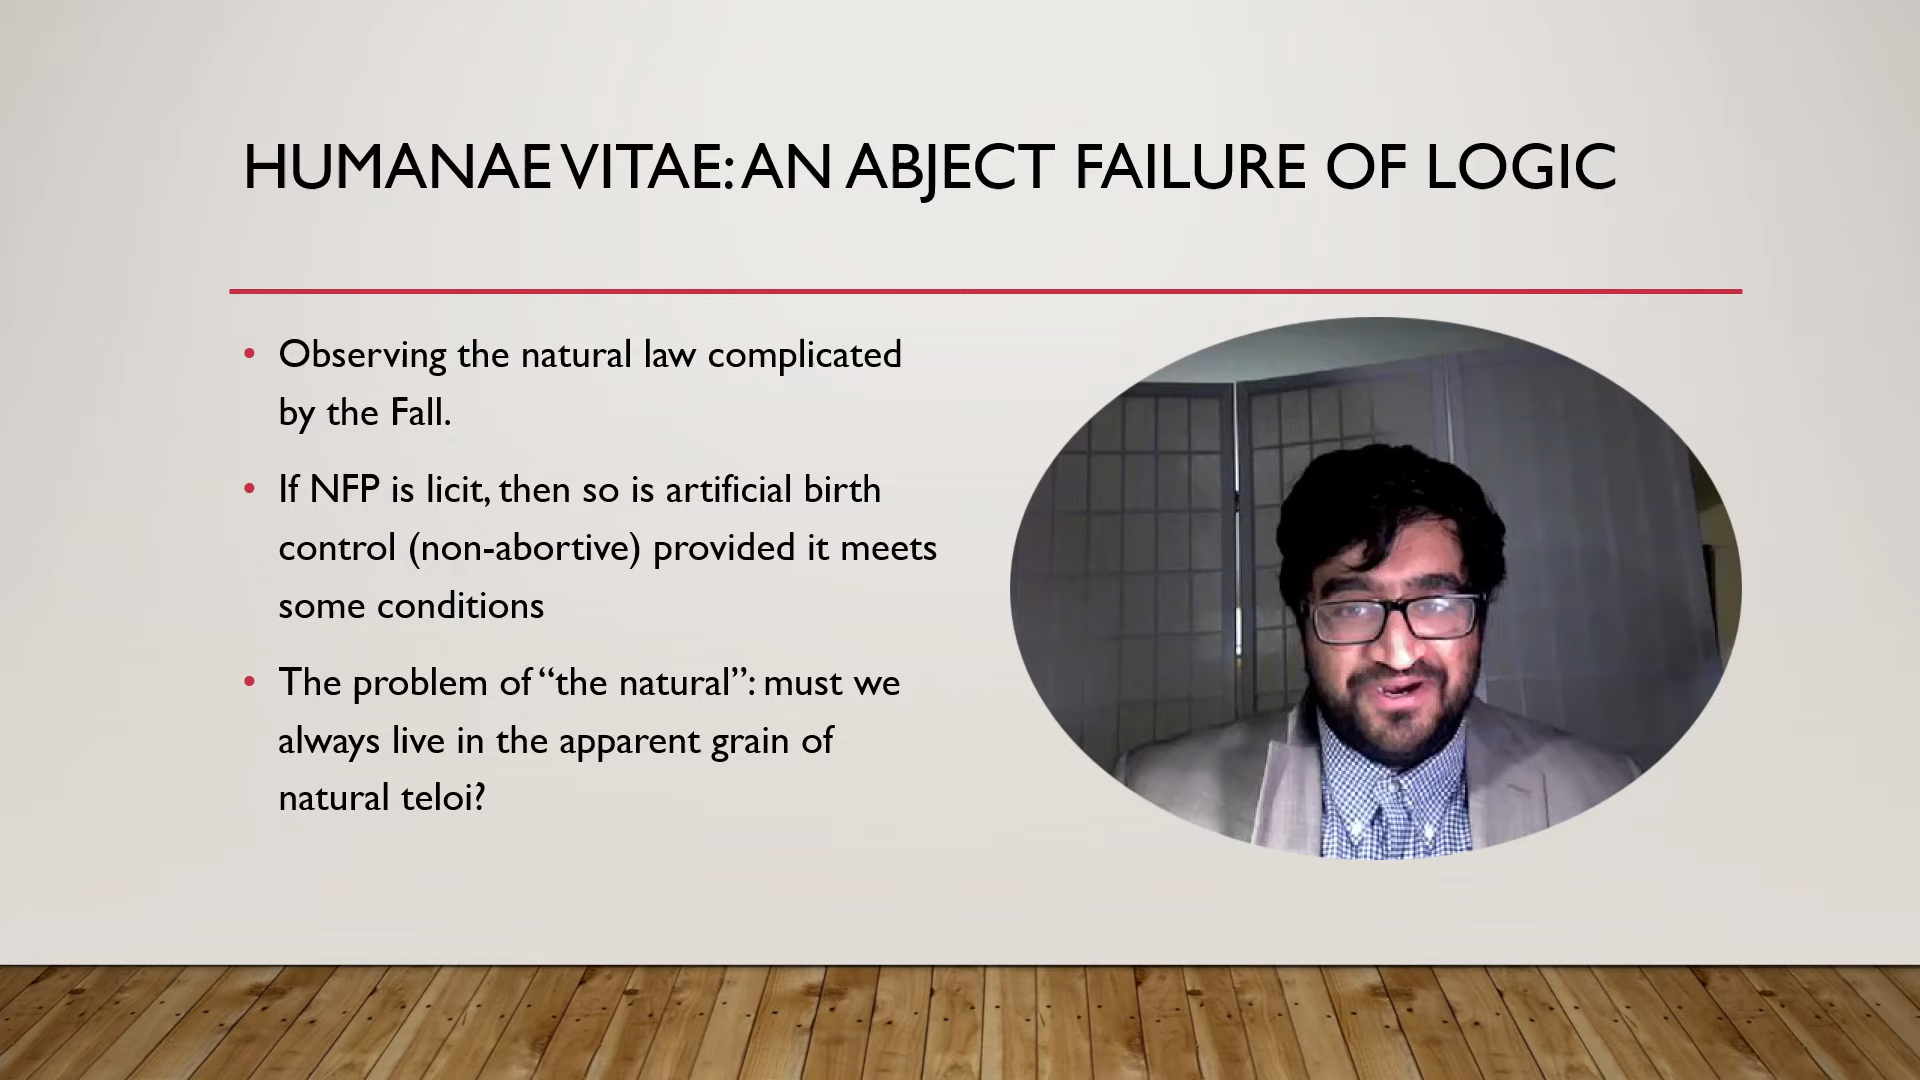 HUMANAE VITAE: AN ABJECT FAILURE OF LOGIC
• Observing the natural law complicated
by the Fall.
• If NFP is licit, then so is artificial birth
control (non-abortive) provided it meets
some conditions
• The problem of “the natural”: must we
always live in the apparent grain of
natural teloi?